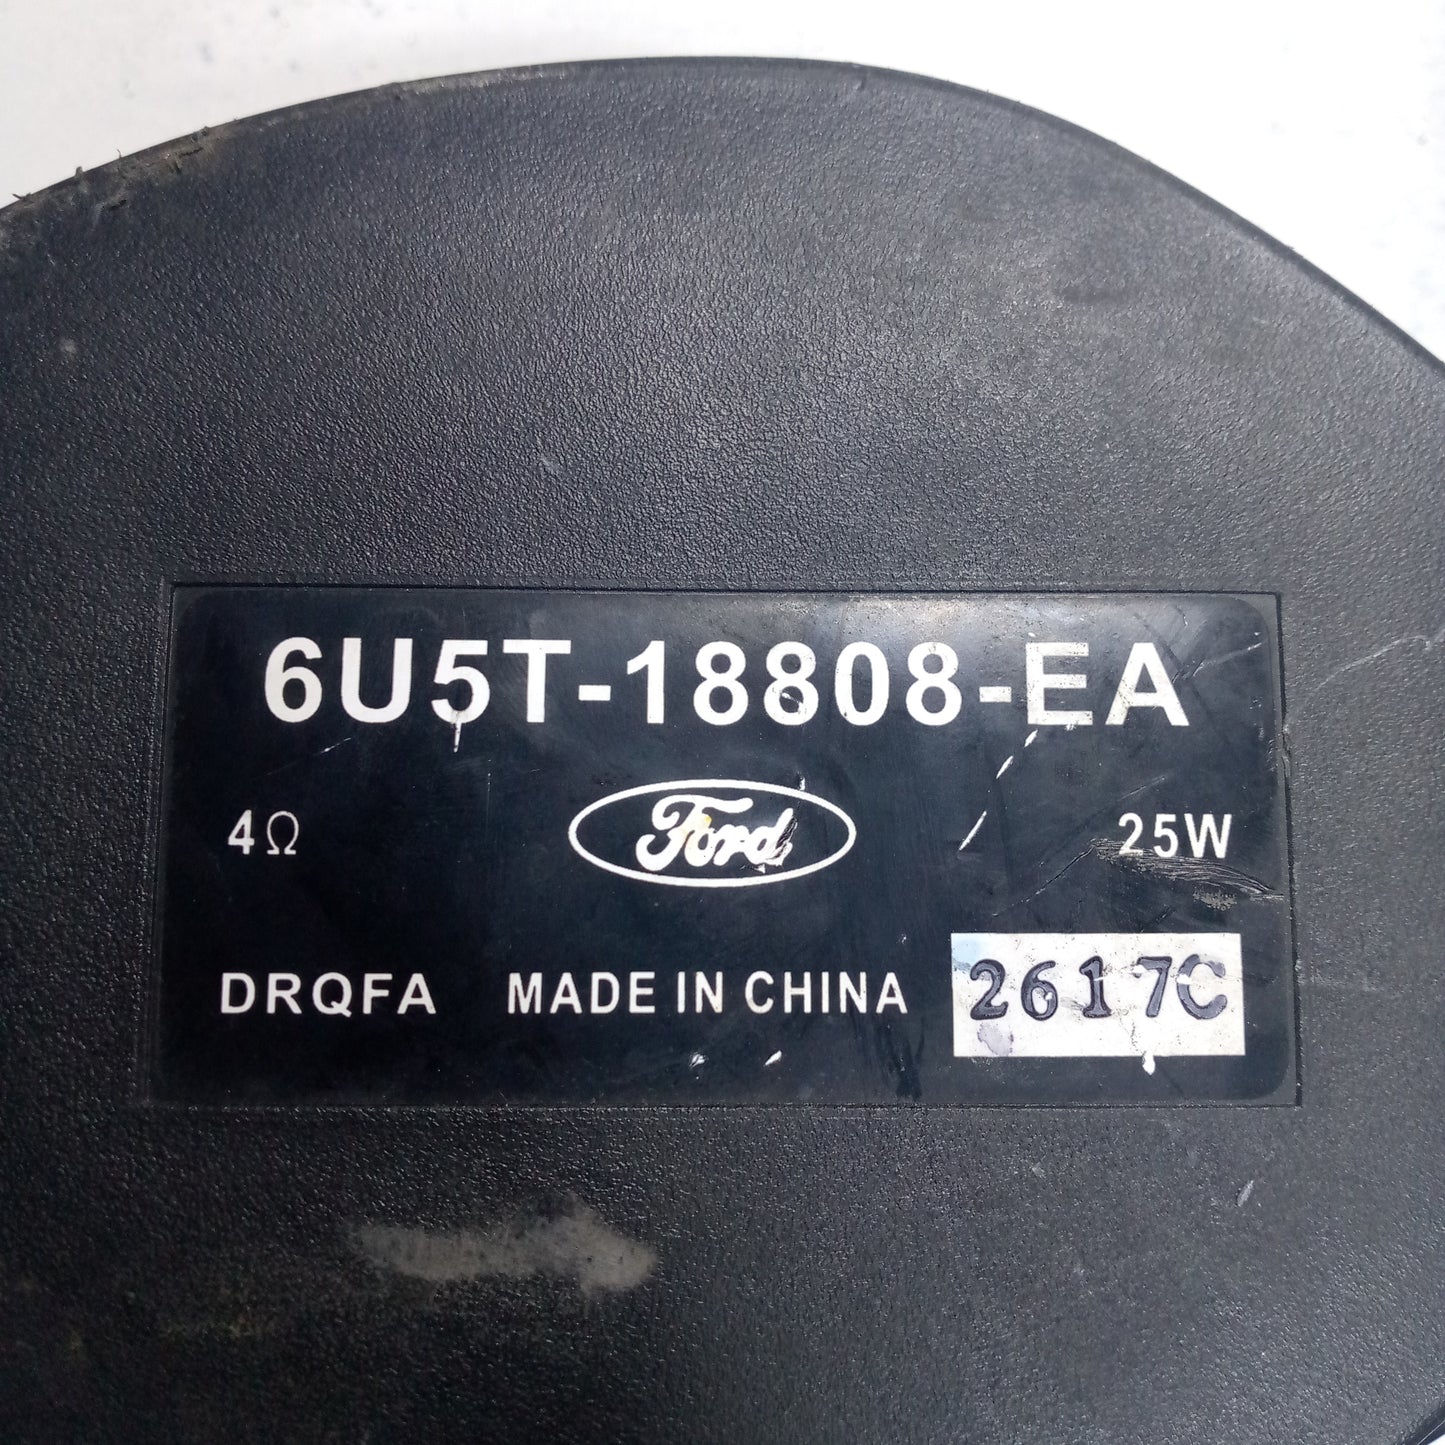 6U5T-18808-EA
4Ω Ford 25W
DRQFA MADE IN CHINA 2617C